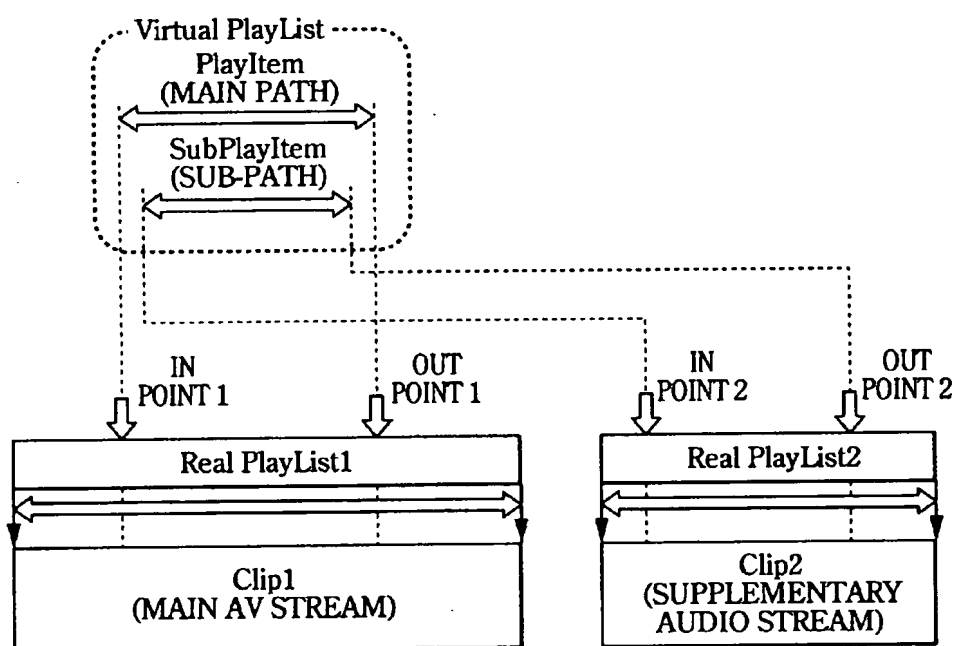 Virtual PlayList
PlayItem
(MAIN PATH)
SubPlayItem
(SUB-PATH)
IN
POINT 1
OUT
POINT 1
IN
POINT 2
OUT
POINT 2
Real PlayList1
Real PlayList2
Clip1
(MAIN AV STREAM)
Clip2
(SUPPLEMENTARY
AUDIO STREAM)